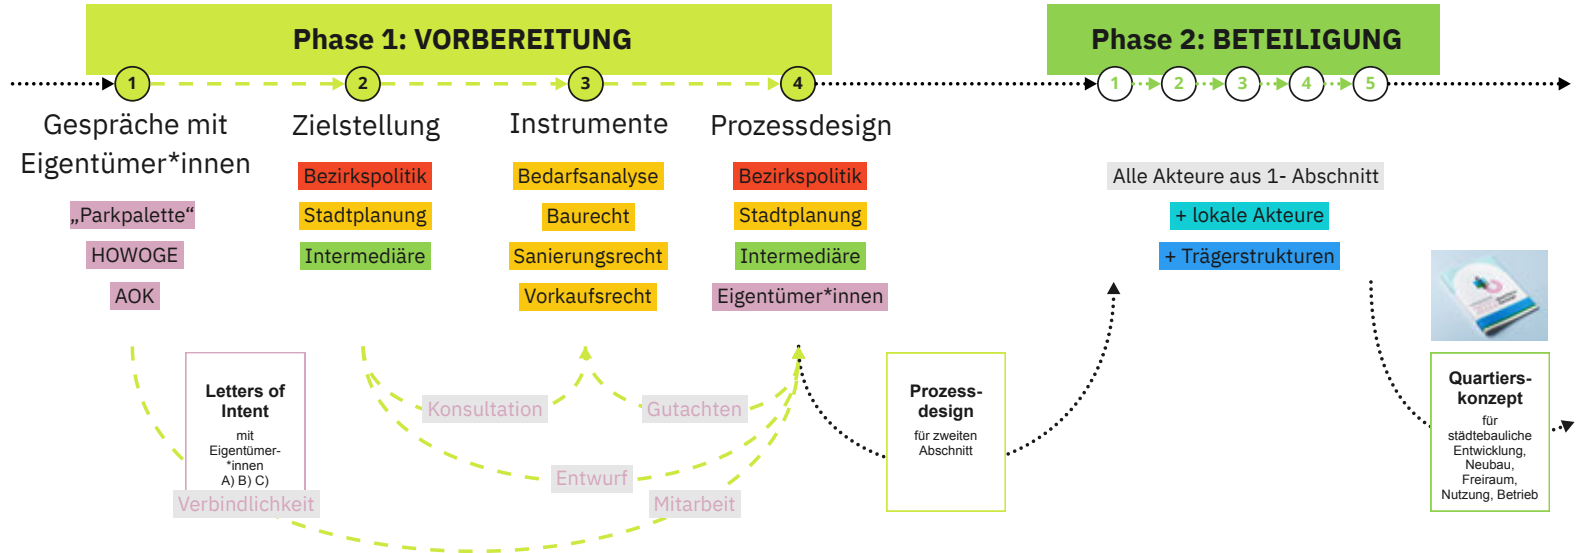 Phase 1: VORBEREITUNG
Phase 2: BETEILIGUNG
1
2
3
4
1
2
3
4
5
Gespräche mit
Eigentümer*innen
„Parkpalette“
HOWOGE
AOK
Zielstellung
Bezirkspolitik
Stadtplanung
Intermediäre
Instrumente
Bedarfsanalyse
Baurecht
Sanierungsrecht
Vorkaufsrecht
Prozessdesign
Bezirkspolitik
Stadtplanung
Intermediäre
Eigentümer*innen
Alle Akteure aus 1- Abschnitt
+ lokale Akteure
+ Trägerstrukturen
Letters of
Intent
mit
Eigentümer-
*innen
A) B) C)
Verbindlichkeit
Konsultation
Gutachten
Entwurf
Mitarbeit
Prozess-
design
für zweiten
Abschnitt
Quartiers-
konzept
für
städtebauliche
Entwicklung,
Neubau,
Freiraum,
Nutzung, Betrieb